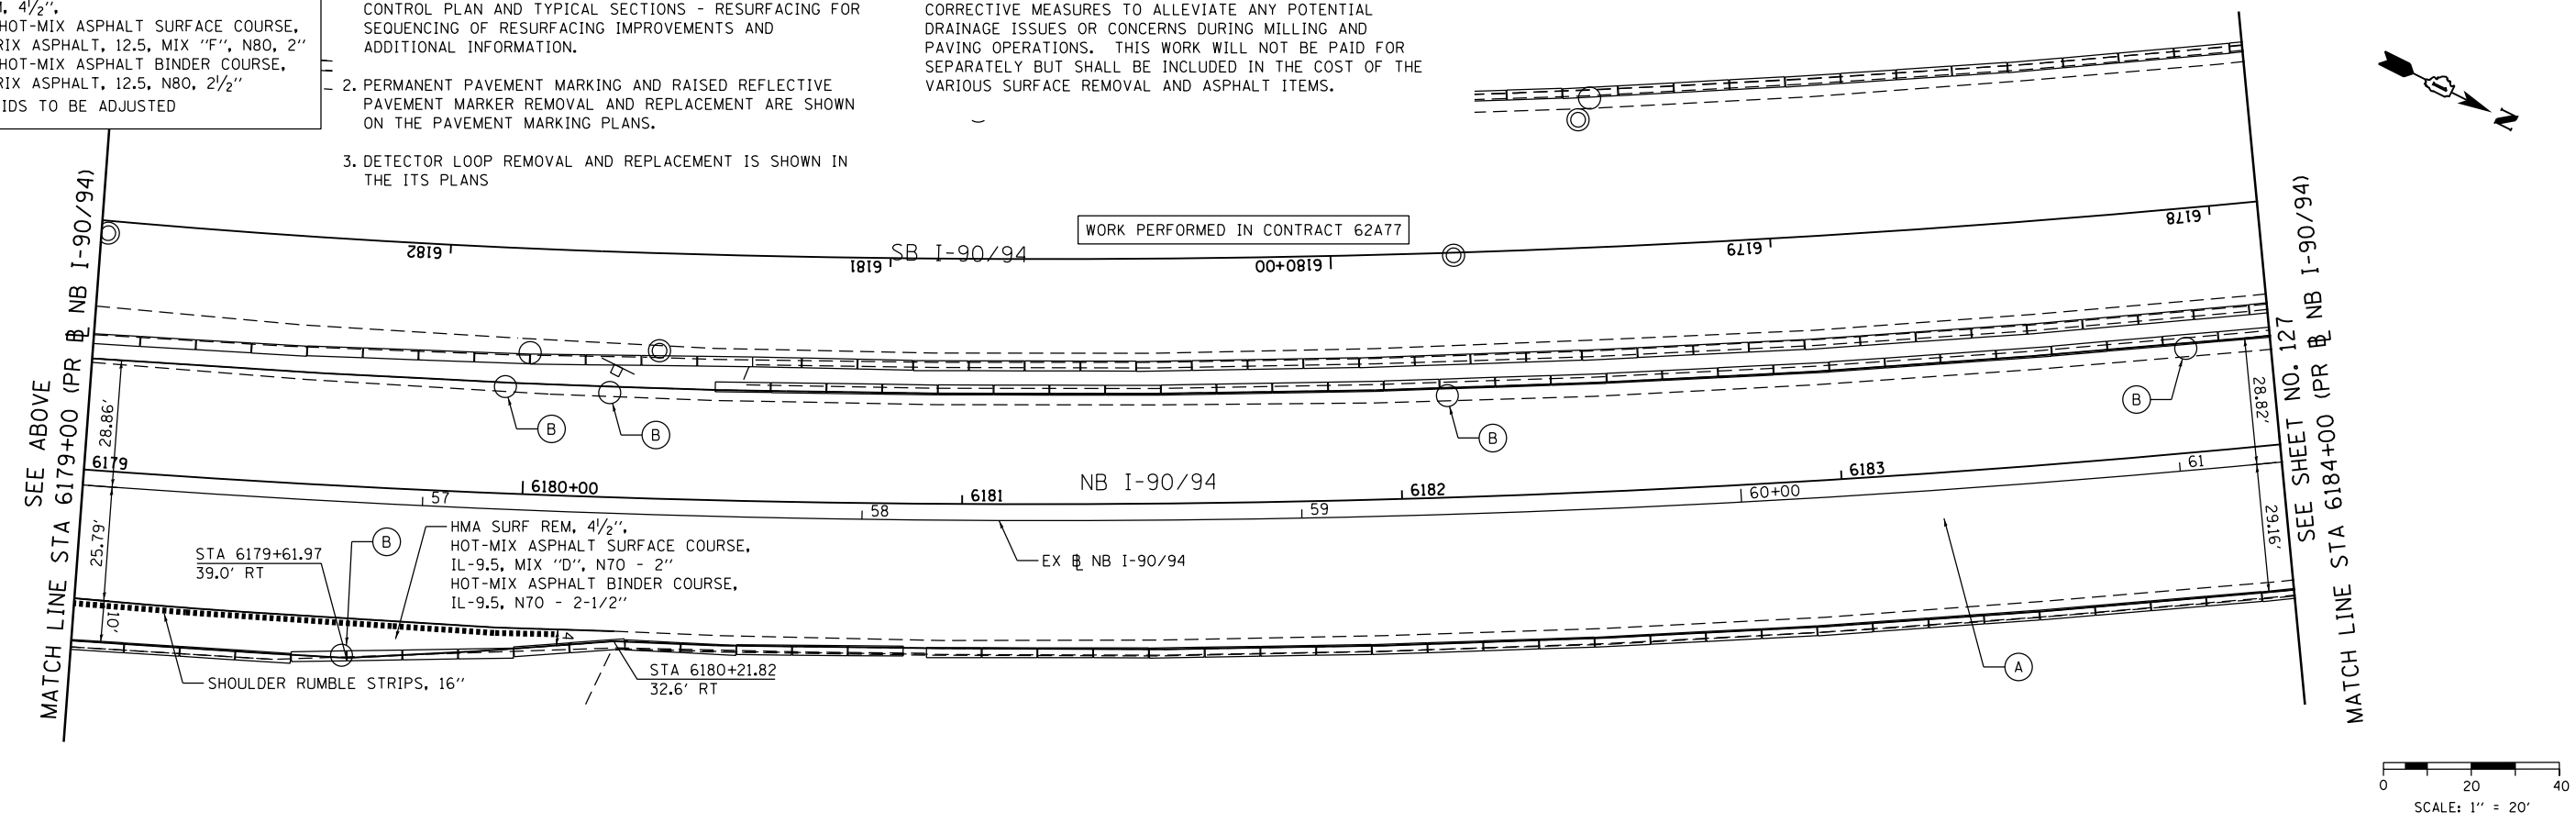 4½",
HOT-MIX ASPHALT SURFACE COURSE,
RIX ASPHALT, 12.5, MIX "F", N80, 2"
HOT-MIX ASPHALT BINDER COURSE,
RIX ASPHALT, 12.5, N80, 2½"
IDS TO BE ADJUSTED
CONTROL PLAN AND TYPICAL SECTIONS - RESURFACING FOR
SEQUENCING OF RESURFACING IMPROVEMENTS AND
ADDITIONAL INFORMATION.
2. PERMANENT PAVEMENT MARKING AND RAISED REFLECTIVE
PAVEMENT MARKER REMOVAL AND REPLACEMENT ARE SHOWN
ON THE PAVEMENT MARKING PLANS.
3. DETECTOR LOOP REMOVAL AND REPLACEMENT IS SHOWN IN
THE ITS PLANS
CORRECTIVE MEASURES TO ALLEVIATE ANY POTENTIAL
DRAINAGE ISSUES OR CONCERNS DURING MILLING AND
PAVING OPERATIONS. THIS WORK WILL NOT BE PAID FOR
SEPARATELY BUT SHALL BE INCLUDED IN THE COST OF THE
VARIOUS SURFACE REMOVAL AND ASPHALT ITEMS.
N
WORK PERFORMED IN CONTRACT 62A77
SB I-90/94
6182
6181
6180+00
6179
6178
SEE ABOVE
MATCH LINE STA 6179+00 (PR ℄ NB I-90/94)
28.86'
25.79'
10'
B
B
B
B
28.82'
29.16'
6179
6180+00
6181
6182
6183
NB I-90/94
57
58
59
60+00
61
EX ℄ NB I-90/94
HMA SURF REM, 4½",
HOT-MIX ASPHALT SURFACE COURSE,
IL-9.5, MIX "D", N70 - 2"
HOT-MIX ASPHALT BINDER COURSE,
IL-9.5, N70 - 2-1/2"
B
STA 6179+61.97
39.0' RT
4'
STA 6180+21.82
32.6' RT
SHOULDER RUMBLE STRIPS, 16"
A
SEE SHEET NO. 127
MATCH LINE STA 6184+00 (PR ℄ NB I-90/94)
0 20 40
SCALE: 1" = 20'